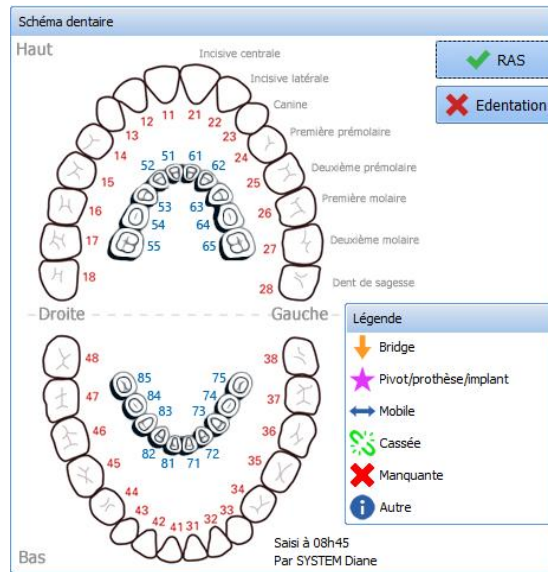 Schéma dentaire
Haut
RAS
Edentation
Incisive centrale
Incisive latérale
Canine
Première prémolaire
Deuxième prémolaire
Première molaire
Deuxième molaire
Dent de sagesse
11 21
12 22
13 23
14 24
15 25
16 26
17 27
18 28
51 61
52 62
53 63
54 64
55 65
Droite Gauche
48 38
47 37
46 36
45 35
44 34
43 33
42 41 31 32
85 75
84 74
83 73
82 81 71 72
Légende
Bridge
Pivot/prothèse/implant
Mobile
Cassée
Manquante
Autre
Bas
Saisi à 08h45
Par SYSTEM Diane